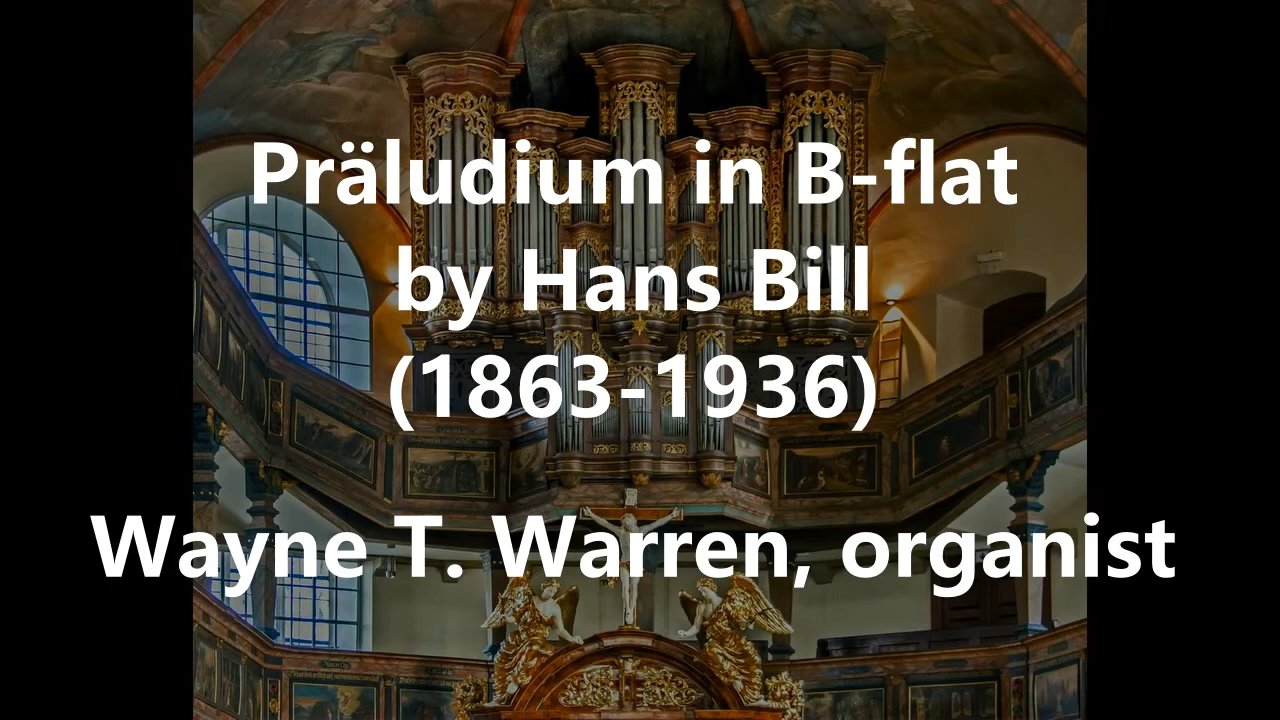 Präludium in B-flat
by Hans Bill
(1863-1936)
Wayne T. Warren, organist